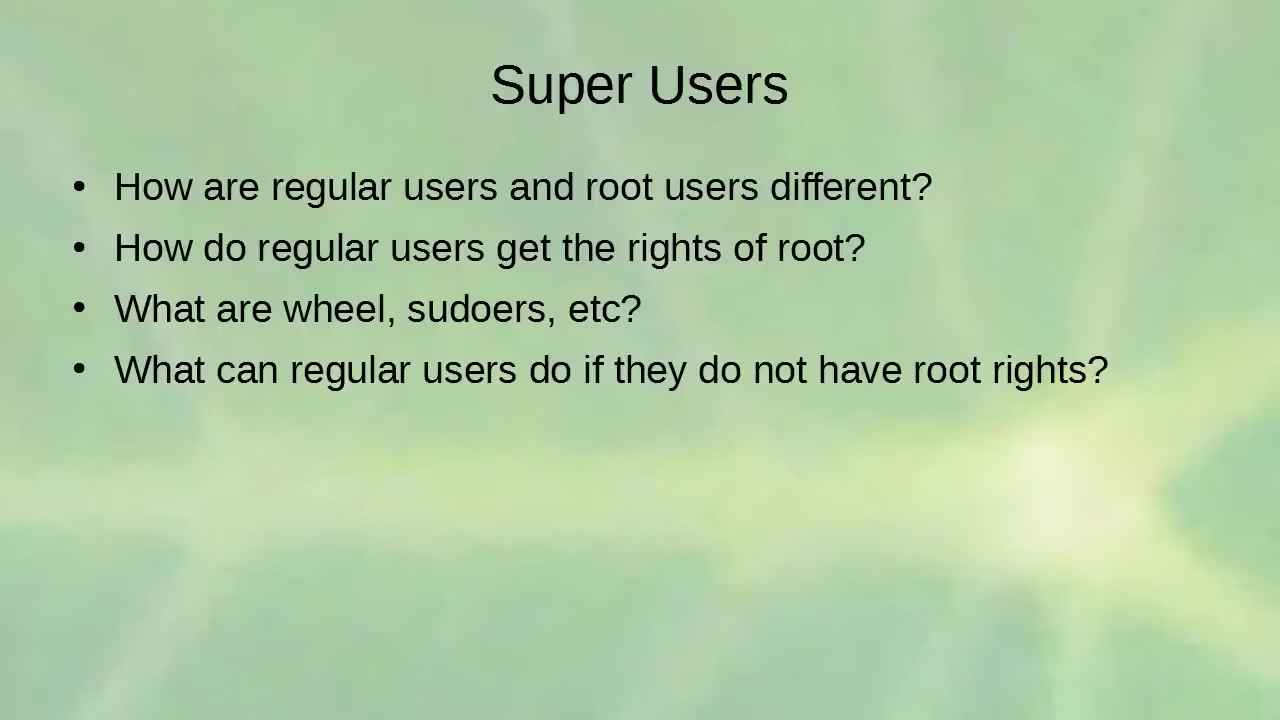 Super Users
• How are regular users and root users different?
• How do regular users get the rights of root?
• What are wheel, sudoers, etc?
• What can regular users do if they do not have root rights?